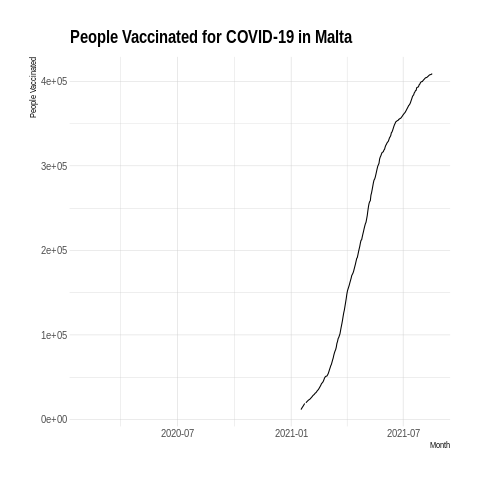 People Vaccinated for COVID-19 in Malta
People Vaccinated
4e+05
3e+05
2e+05
1e+05
0e+00
2020-07
2021-01
2021-07
Month